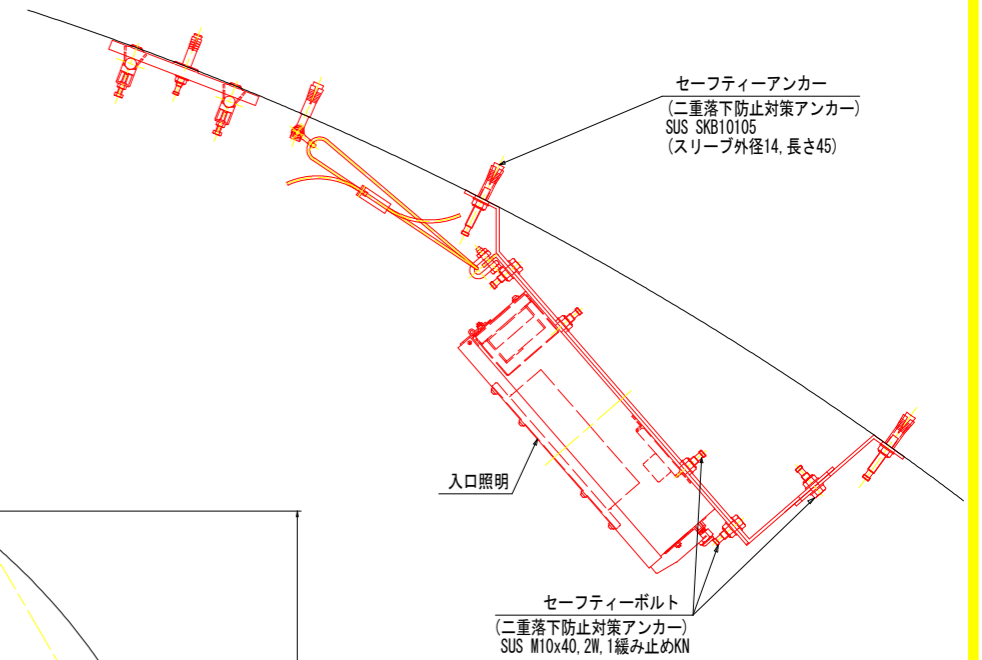 セーフティーアンカー
(二重落下防止対策アンカー)
SUS SKB10105
(スリーブ外径14, 長さ45)
入口照明
セーフティーボルト
(二重落下防止対策アンカー)
SUS M10x40, 2W, 1緩み止めKN